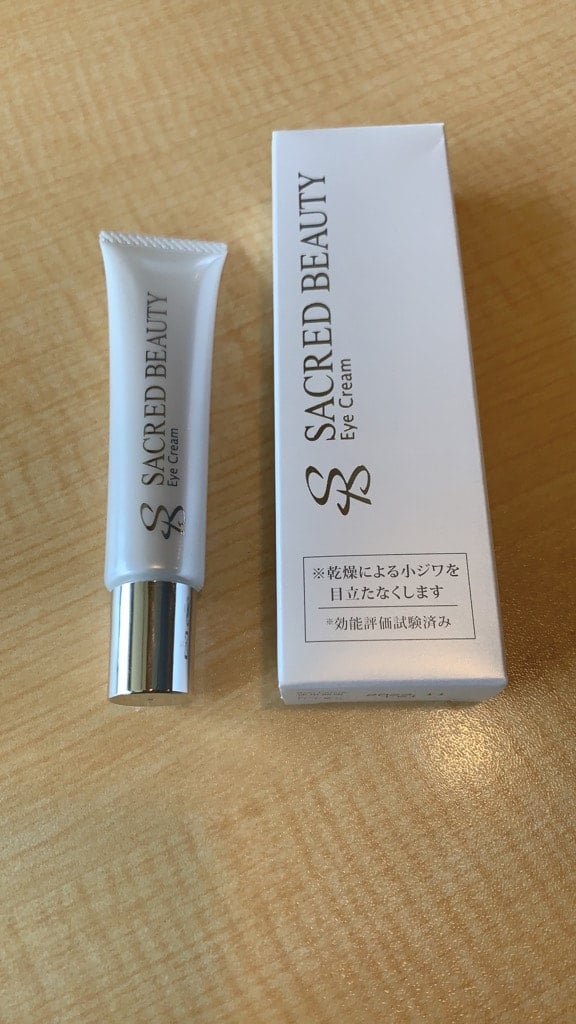 SACRED BEAUTY
Eye Cream
SACRED BEAUTY
Eye Cream
※乾燥による小ジワを
目立たなくします
※効能評価試験済み